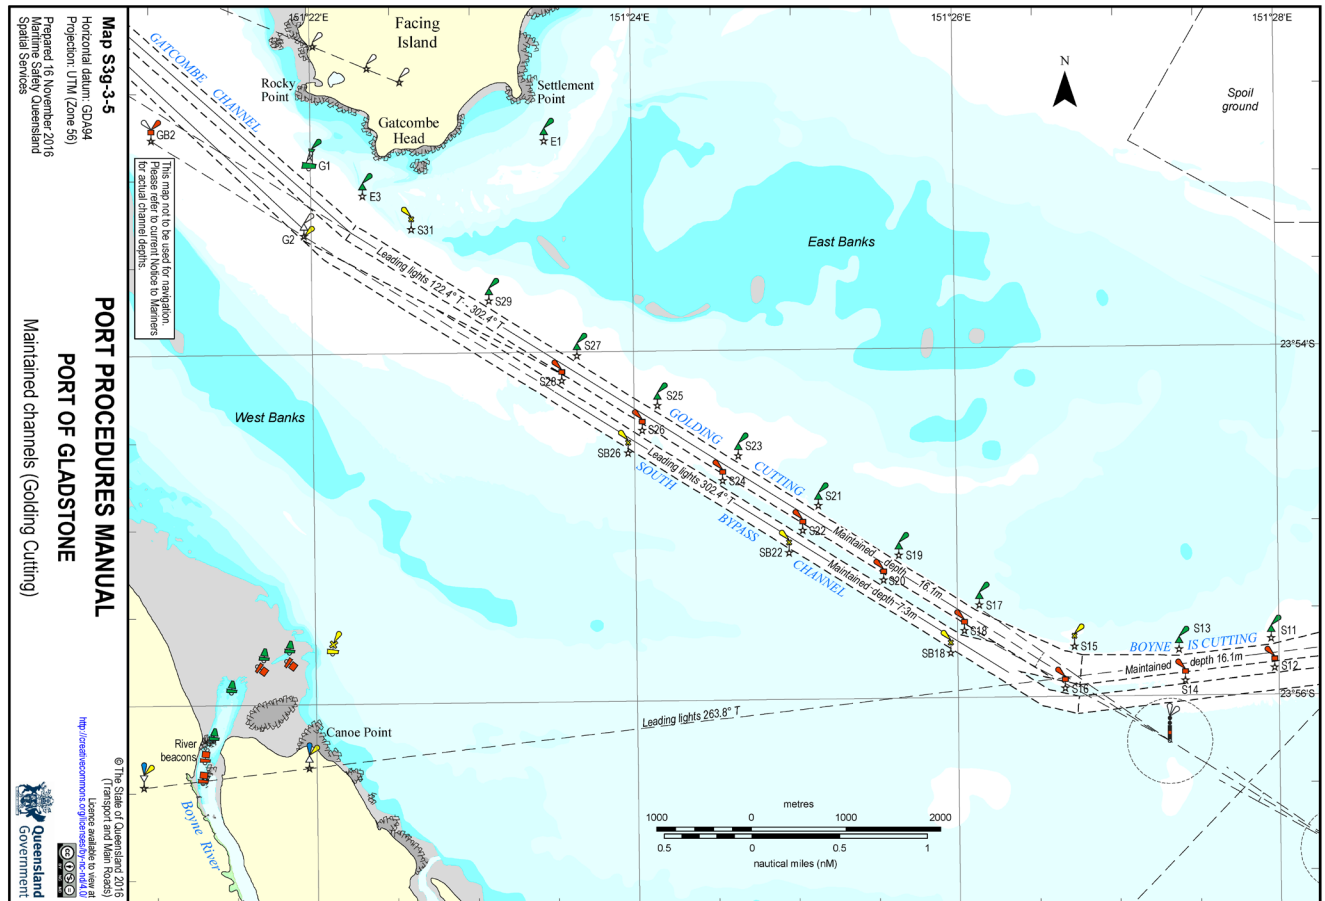 Map S3g-3-5
Horizontal datum: GDA94
Projection: UTM (Zone 56)
Prepared 16 November 2016
Maritime Safety Queensland
Spatial Services
This map not to be used for navigation.
Please refer to current Notice to Mariners
for actual channel depths.
PORT PROCEDURES MANUAL
PORT OF GLADSTONE
Maintained channels (Golding Cutting)
© The State of Queensland 2016
(Transport and Main Roads)
Licence available to view at
http://creativecommons.org/licenses/by-nc-nd/4.0/
Queensland
Government
151°22'E
151°24'E
151°26'E
151°28'E
Facing
Island
GATCOMBE
CHANNEL
Rocky
Point
Settlement
Point
Gatcombe
Head
N
Spoil
ground
GB2
G1
E1
E3
S31
G2
East Banks
Leading lights 122.4° T - 302.4° T
S29
S27
23°54'S
S28
S25
West Banks
GOLDING
CUTTING
S26
S23
SB26
SOUTH
BYPASS
CHANNEL
Leading lights 302.4° T
S24
S21
S22
SB22
Maintained depth 16.1m
S19
S20
Maintained depth 7.3m
S17
S18
SB18
S15
S13
S11
BOYNE IS CUTTING
Maintained depth 16.1m
S12
S16
S14
23°56'S
Leading lights 263.8° T
Canoe Point
River
beacons
Boyne River
metres
1000 0 1000 2000
0.5 0 0.5 1
nautical miles (nM)